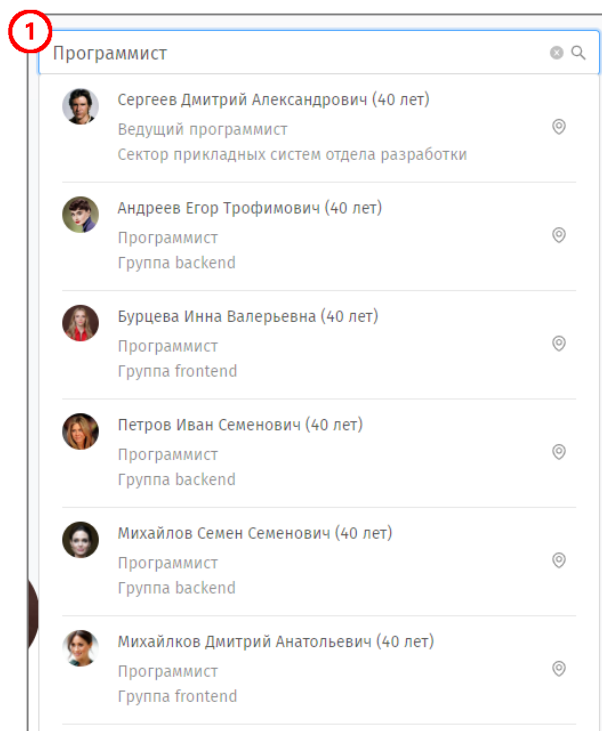 1
Программист
Сергеев Дмитрий Александрович (40 лет)
Ведущий программист
Сектор прикладных систем отдела разработки
Андреев Егор Трофимович (40 лет)
Программист
Группа backend
Бурцева Инна Валерьевна (40 лет)
Программист
Группа frontend
Петров Иван Семенович (40 лет)
Программист
Группа backend
Михайлов Семен Семенович (40 лет)
Программист
Группа backend
Михайлков Дмитрий Анатольевич (40 лет)
Программист
Группа frontend